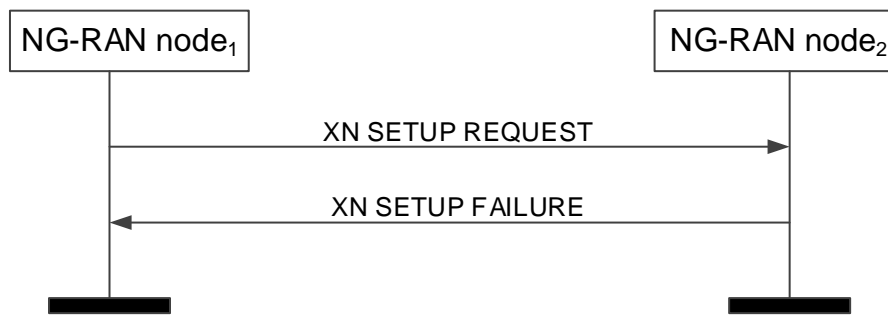 NG-RAN node₁
NG-RAN node₂
XN SETUP REQUEST
XN SETUP FAILURE